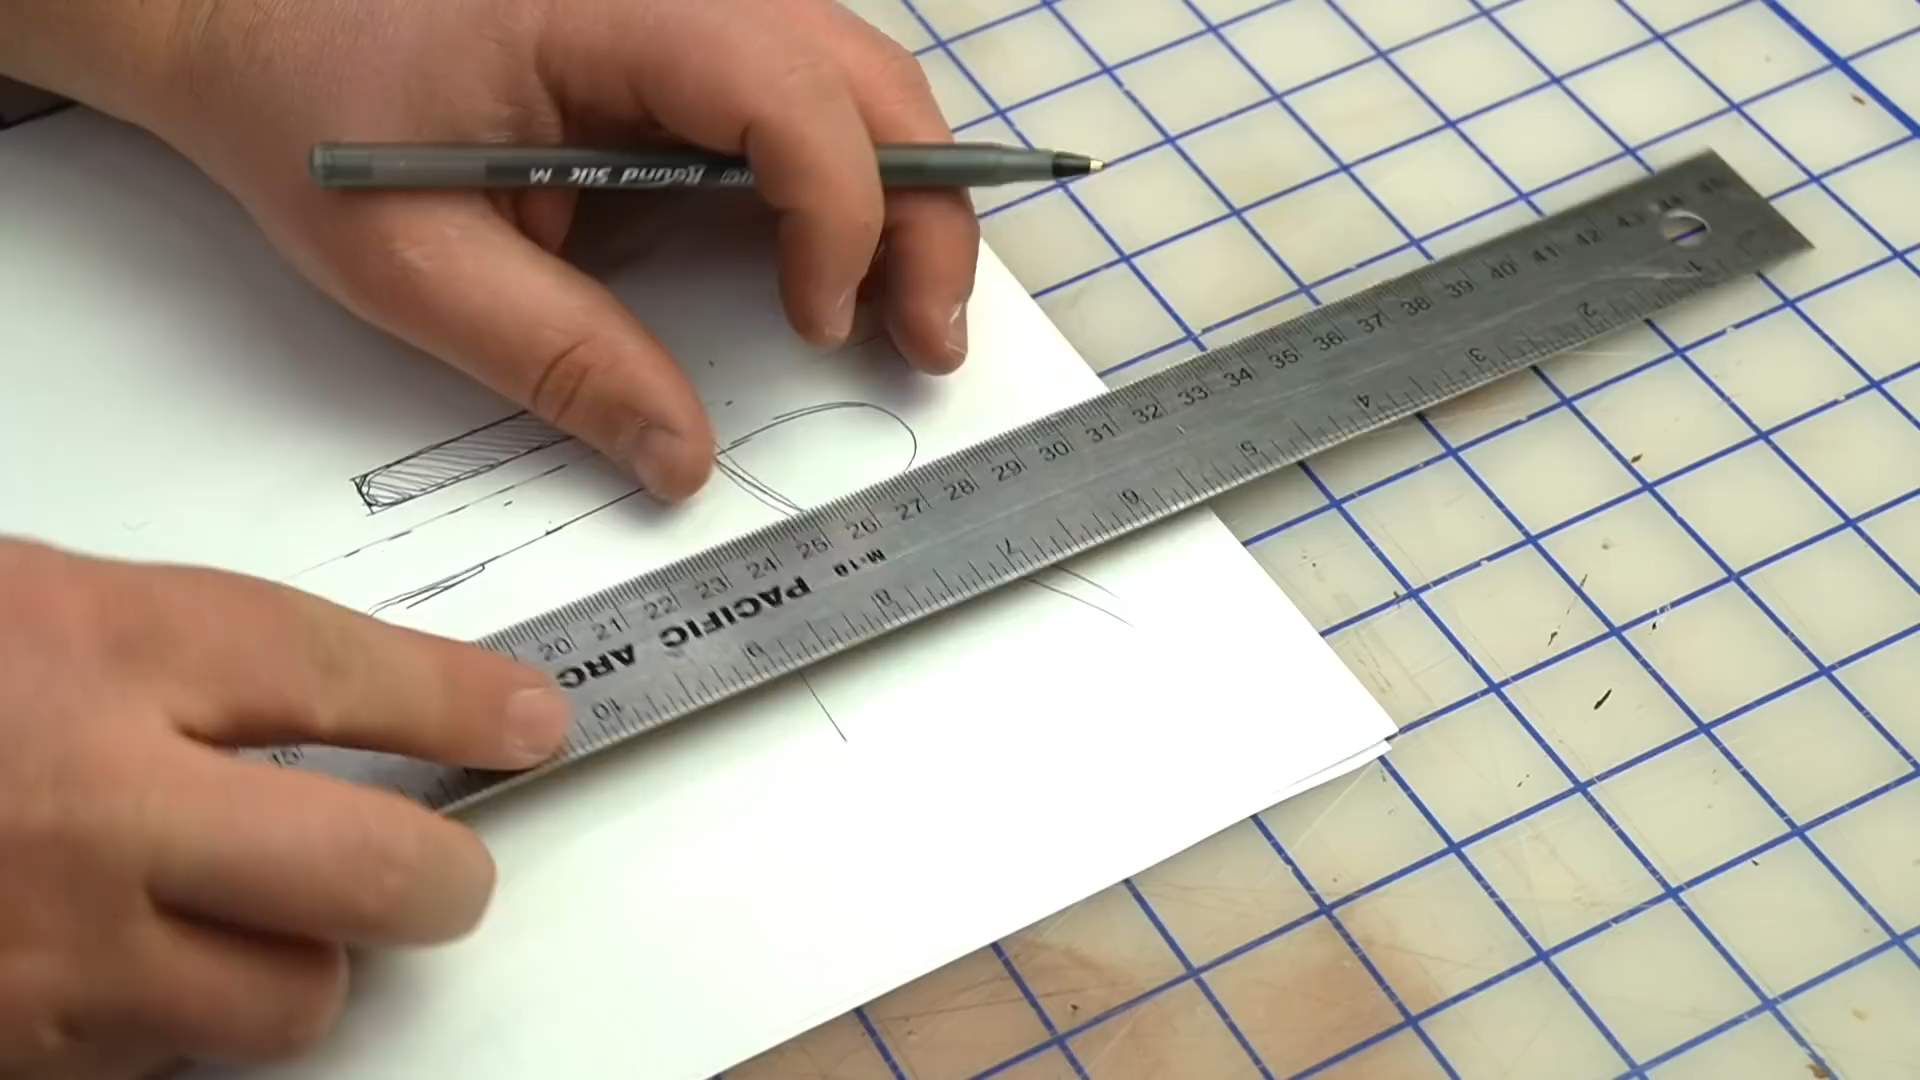 Round Stic M
15 20 21 22 23 24 25 26 27 28 29 30 31 32 33 34 35 36 37 38 39 40 41 42 43 44
M-18
PACIFIC ARC
10 9 8 7 6 5 4 3 2 1